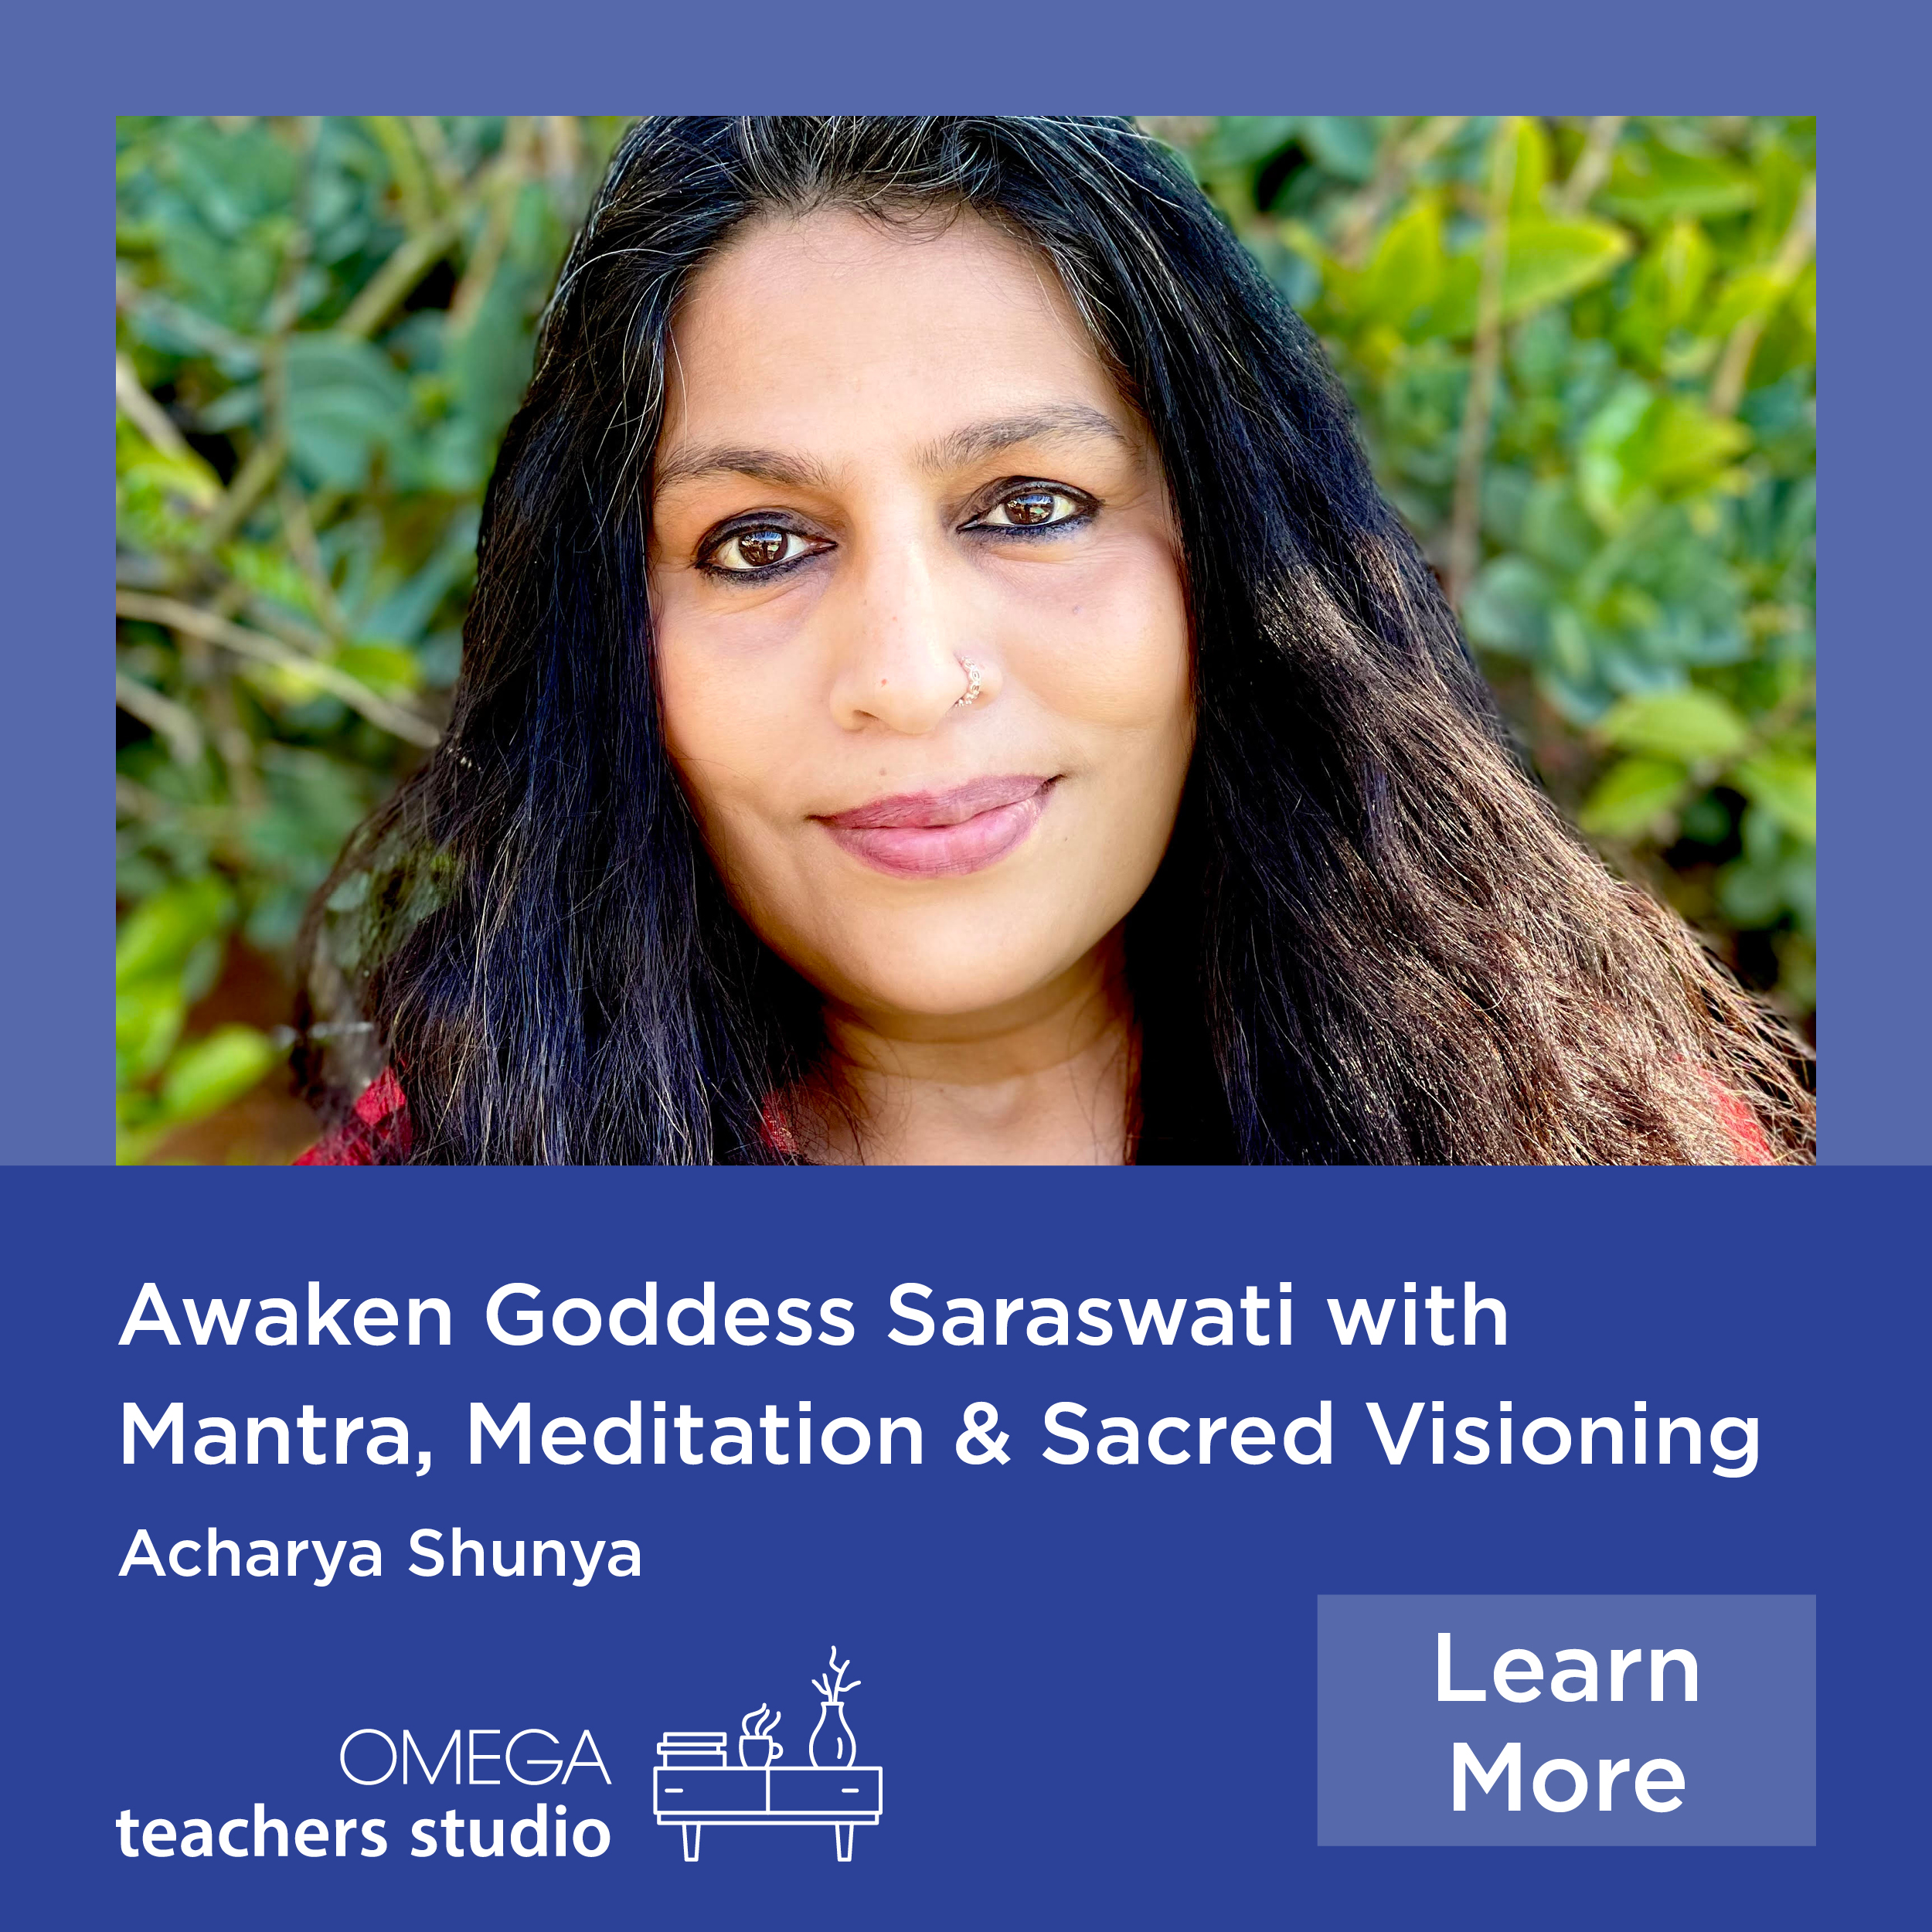 Awaken Goddess Saraswati with
Mantra, Meditation & Sacred Visioning
Acharya Shunya
OMEGA
teachers studio
Learn
More